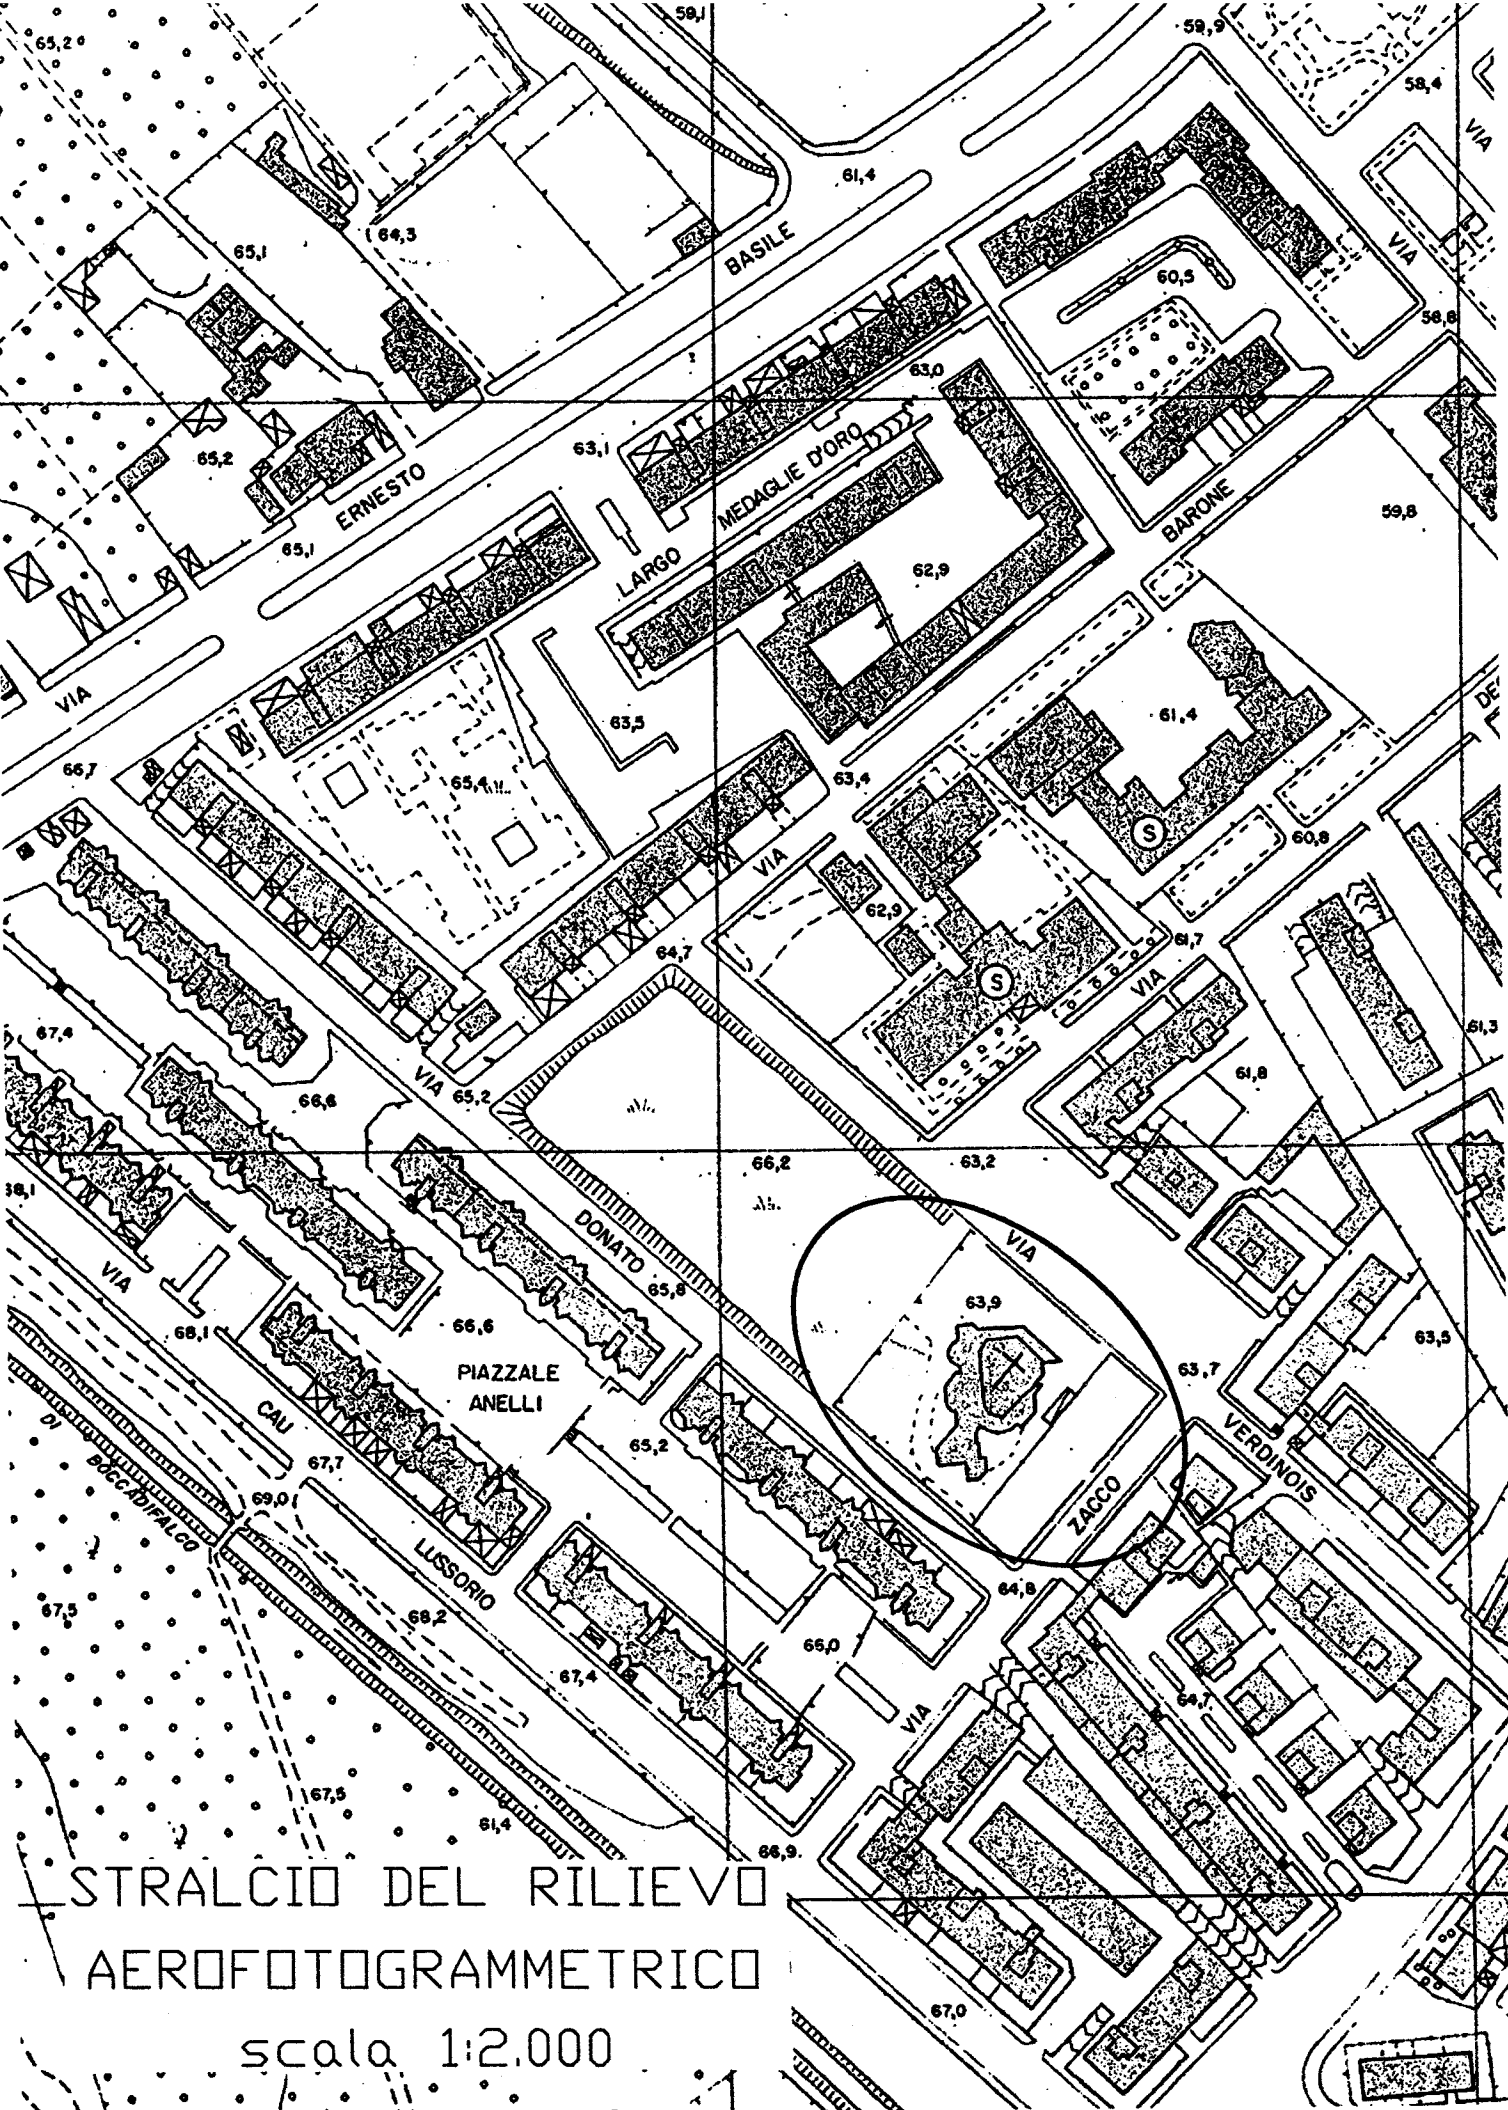 59,1
59,9
65,2
58,4
VIA
61,4
64,3
65,1
BASILE
VIA
60,5
58,8
63,0
63,1
MEDAGLIE D'ORO
65,2
ERNESTO
BARONE
59,8
65,1
LARGO
62,9
VIA
63,5
61,4
66,7
65,4
63,4
S
60,8
VIA
62,9
64,7
61,7
S
VIA
67,4
61,3
VIA
65,2
66,6
61,8
66,2
63,2
68,1
DONATO
VIA
VIA
65,8
63,9
68,1
66,6
63,5
PIAZZALE
ANELLI
63,7
CAU
65,2
VERDINOIS
67,7
DI
BOCCADIFALCO
69,0
ZACCO
LUSSORIO
64,8
67,5
68,2
66,0
67,4
64,7
VIA
67,5
61,4
66,9
STRALCIO DEL RILIEVO
AEROFOTOGRAMMETRICO
67,0
scala 1:2.000